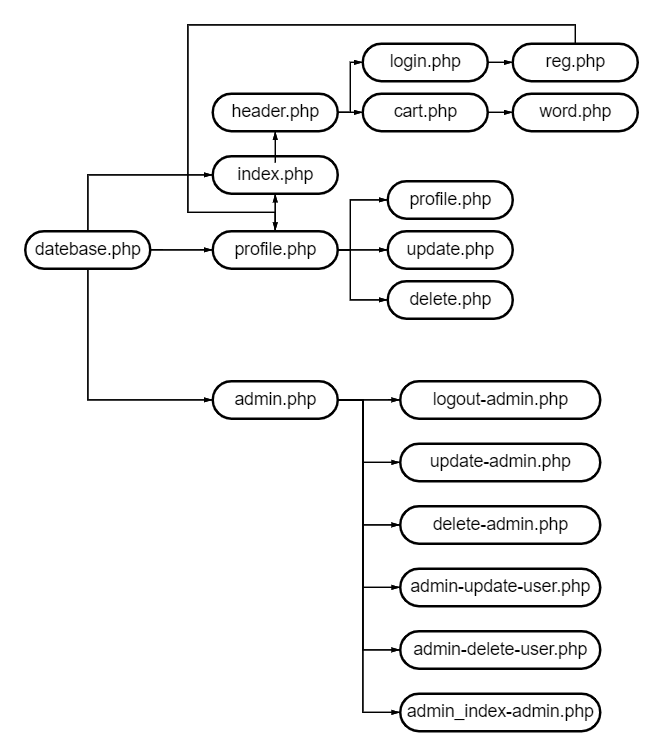 login.php
reg.php
header.php
cart.php
word.php
index.php
profile.php
datebase.php
profile.php
update.php
delete.php
admin.php
logout-admin.php
update-admin.php
delete-admin.php
admin-update-user.php
admin-delete-user.php
admin_index-admin.php